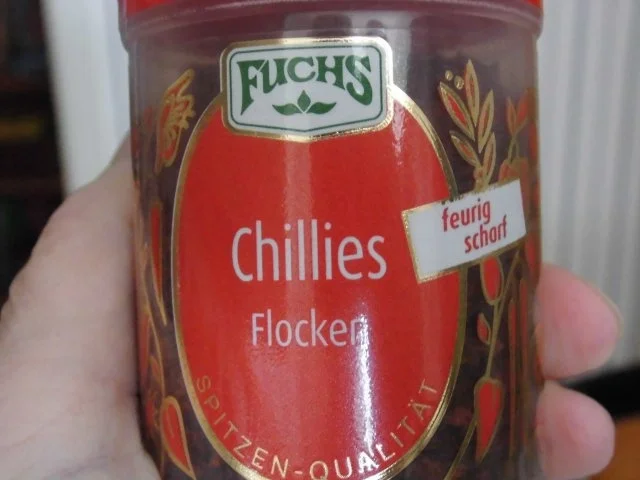 FUCHS
Chillies
Flocken
feurig
scharf
SPITZEN-QUALITÄT